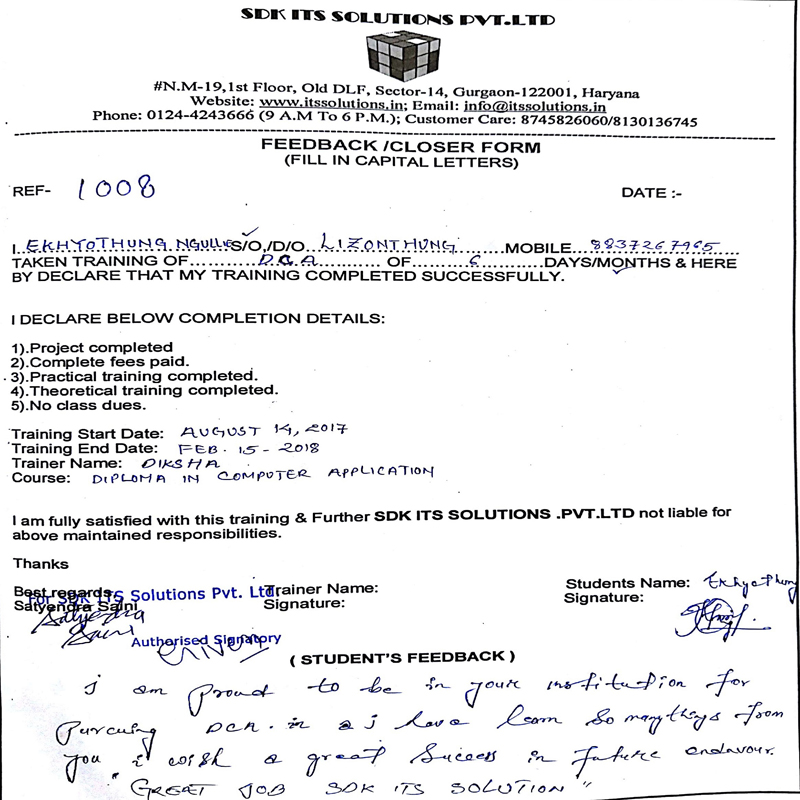 SDK ITS SOLUTIONS PVT.LTD
#N.M-19,1st Floor, Old DLF, Sector-14, Gurgaon-122001, Haryana
Website: www.itssolutions.in; Email: info@itssolutions.in
Phone: 0124-4243666 (9 A.M To 6 P.M.); Customer Care: 8745826060/8130136745
FEEDBACK /CLOSER FORM
(FILL IN CAPITAL LETTERS)
REF- 1008 DATE :-
I EKHYOTHUNG NGULLIE S/O,/D/O. LIZONTHUNG MOBILE 8837267965
TAKEN TRAINING OF DCA OF 6 DAYS/MONTHS & HERE
BY DECLARE THAT MY TRAINING COMPLETED SUCCESSFULLY.
I DECLARE BELOW COMPLETION DETAILS:
1).Project completed
2).Complete fees paid.
3).Practical training completed.
4).Theoretical training completed.
5).No class dues.
Training Start Date: AUGUST 14, 2017
Training End Date: FEB. 15 - 2018
Trainer Name: DIKSHA
Course: DIPLOMA IN COMPUTER APPLICATION
I am fully satisfied with this training & Further SDK ITS SOLUTIONS .PVT.LTD not liable for
above maintained responsibilities.
Thanks
Best regards Trainer Name: Students Name: Ekhyothung
For SDK ITS Solutions Pvt. Ltd.
Satyendra Saini Signature: Signature:
Satyendra
Saini
Authorised Signatory
( STUDENT'S FEEDBACK )
I am proud to be in your institution for
purcuing DCA. in I have learn so many things from
you i wish a great success in future endavour.
"GREAT JOB SDK ITS SOLUTION"